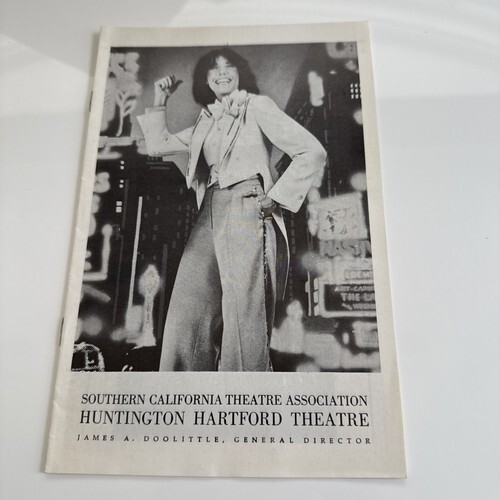 SOUTHERN CALIFORNIA THEATRE ASSOCIATION
HUNTINGTON HARTFORD THEATRE
JAMES A. DOOLITTLE, GENERAL DIRECTOR